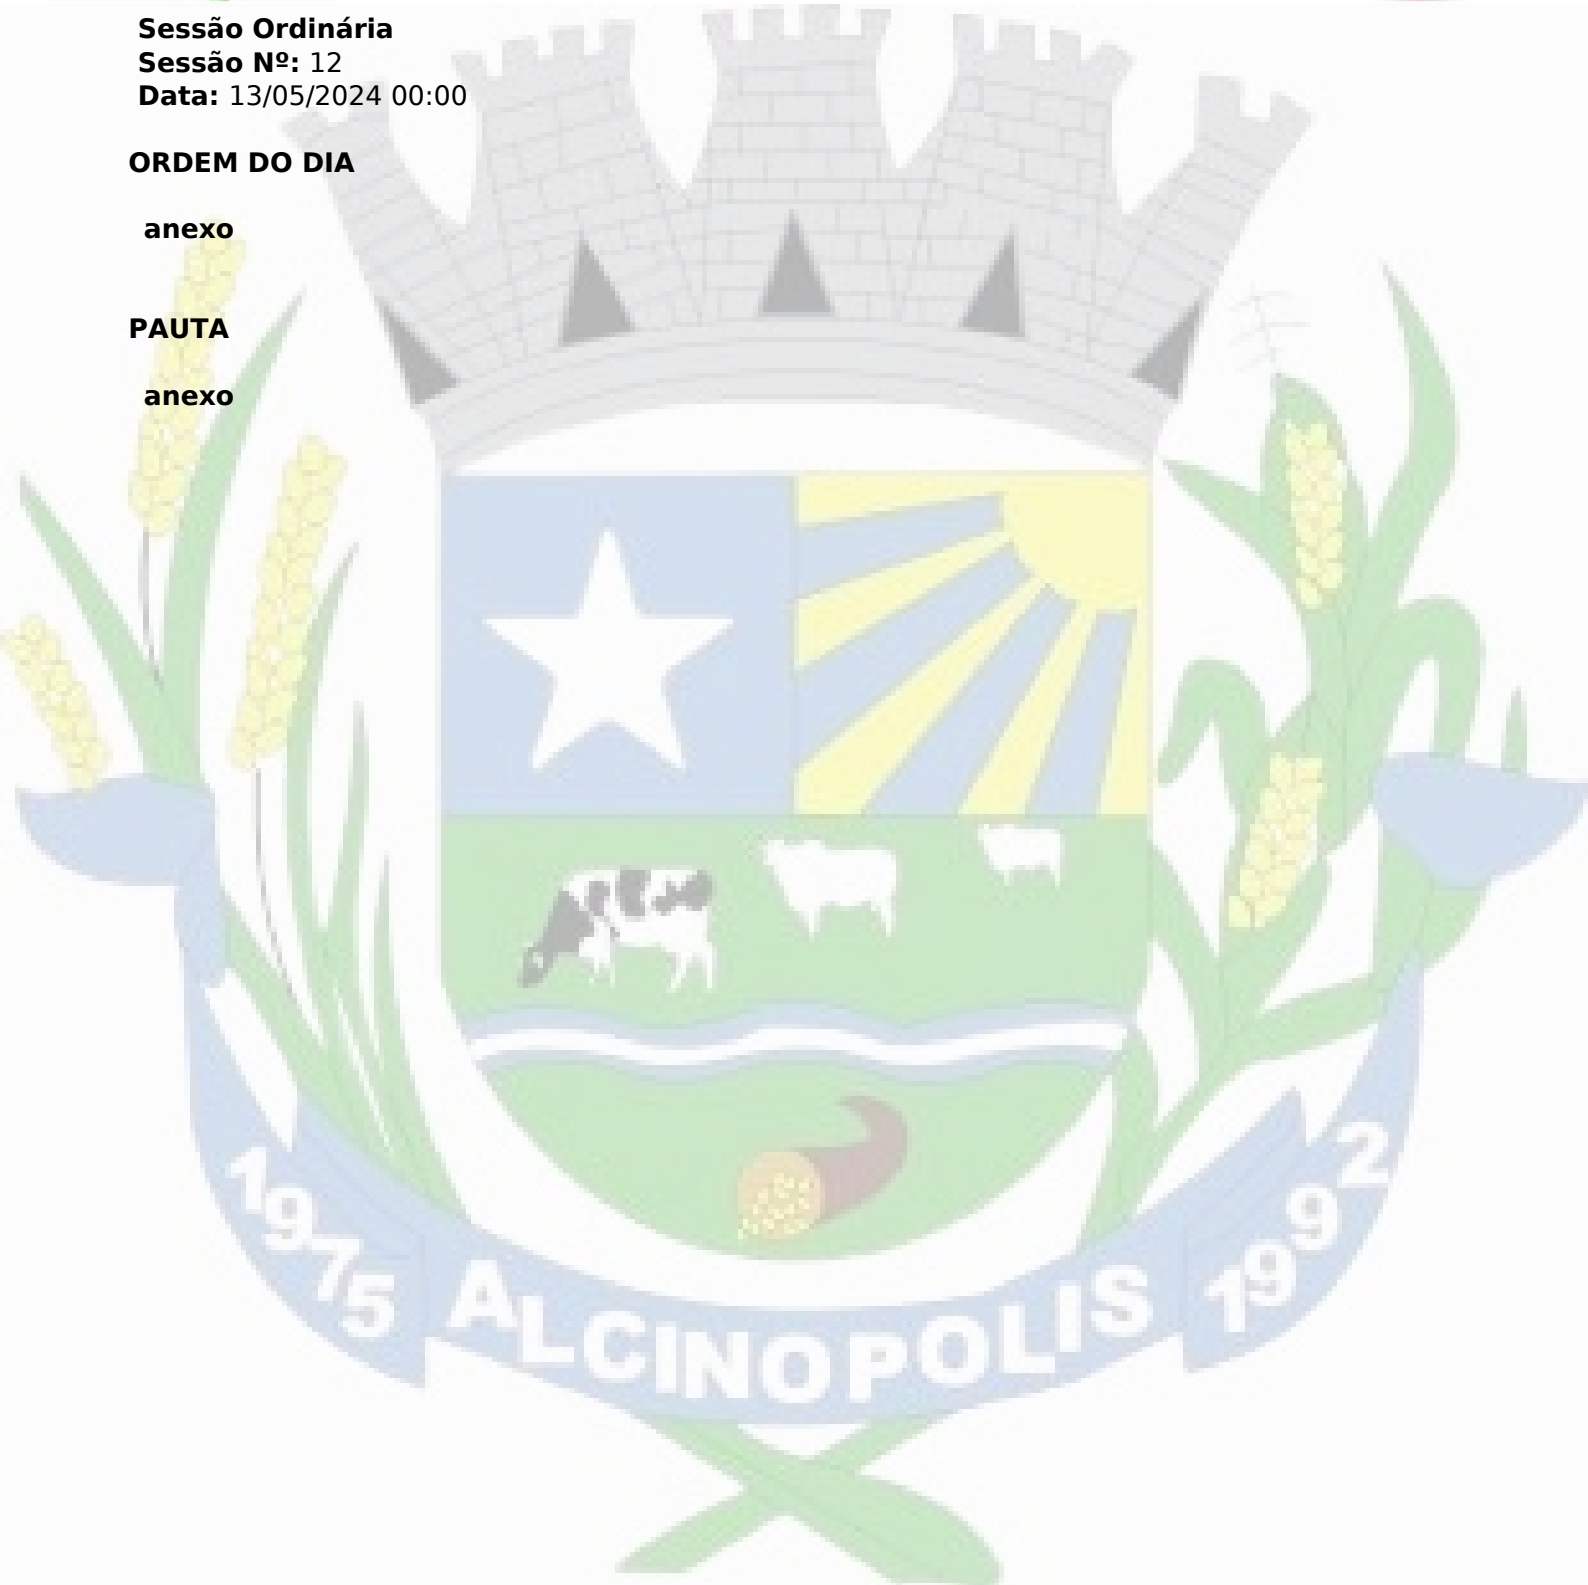 Sessão Ordinária
Sessão Nº: 12
Data: 13/05/2024 00:00
ORDEM DO DIA
anexo
PAUTA
anexo
1975 ALCINOPOLIS 1992